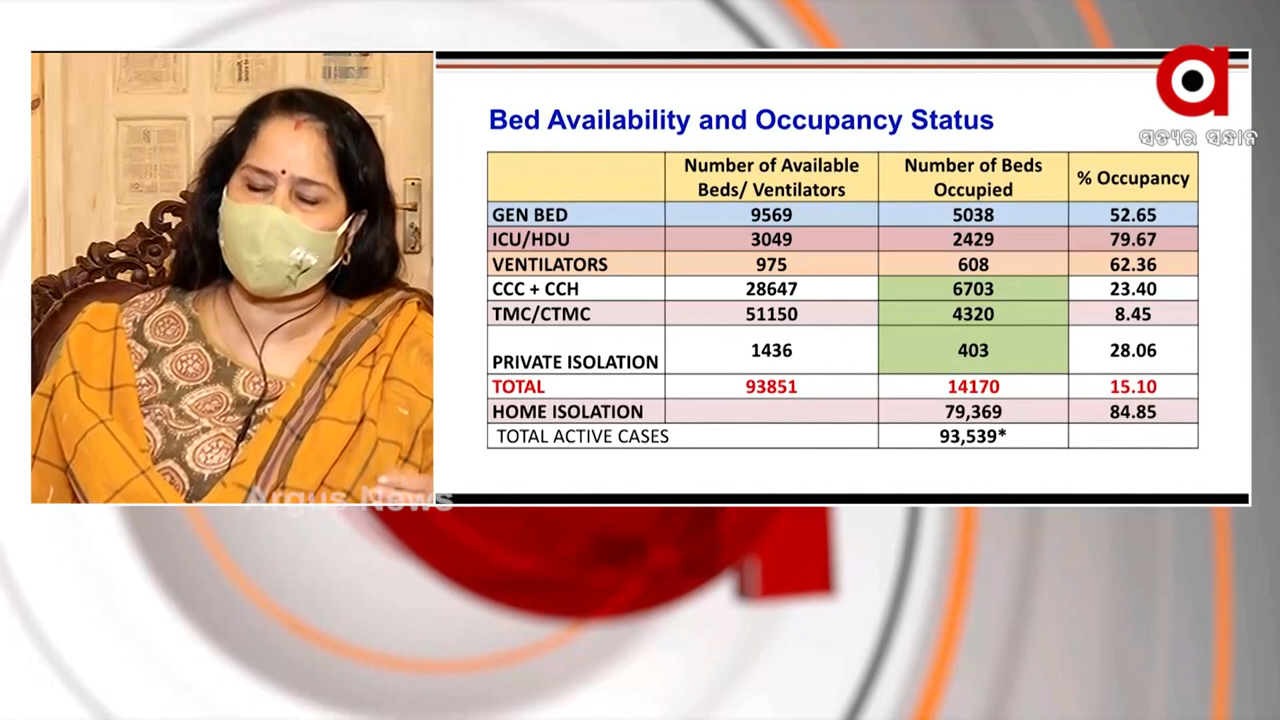 ସତ୍ୟର ସନ୍ଧାନ
Bed Availability and Occupancy Status
Number of Available Beds/ Ventilators Number of Beds Occupied % Occupancy
GEN BED 9569 5038 52.65
ICU/HDU 3049 2429 79.67
VENTILATORS 975 608 62.36
CCC + CCH 28647 6703 23.40
TMC/CTMC 51150 4320 8.45
PRIVATE ISOLATION 1436 403 28.06
TOTAL 93851 14170 15.10
HOME ISOLATION 79,369 84.85
TOTAL ACTIVE CASES 93,539*
Argus News